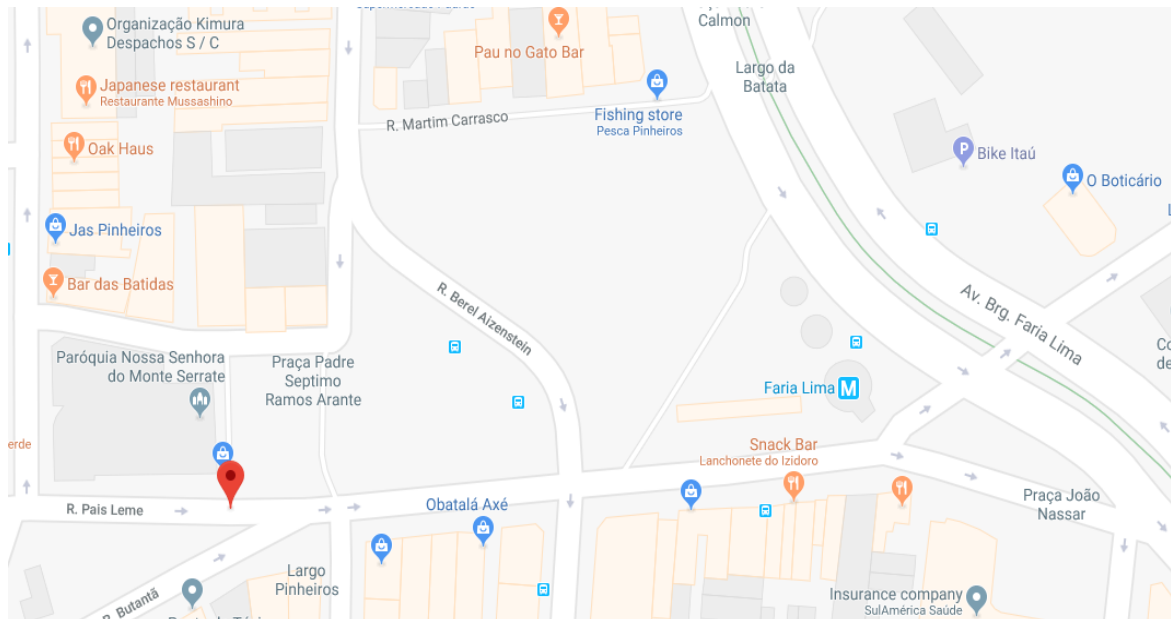 Organização Kimura
Despachos S / C
Calmon
Pau no Gato Bar
Largo da
Batata
Japanese restaurant
Restaurante Mussashino
R. Martim Carrasco
Fishing store
Pesca Pinheiros
Oak Haus
P
Bike Itaú
O Boticário
L
Jas Pinheiros
Bar das Batidas
R. Berel Aizenstein
Av. Brg. Faria Lima
Paróquia Nossa Senhora
do Monte Serrate
Praça Padre
Septimo
Ramos Arante
Co
de
Faria Lima M
erde
Snack Bar
Lanchonete do Izidoro
R. Pais Leme
Obatalá Axé
Praça João
Nassar
Largo
Pinheiros
R. Butantã
Insurance company
SulAmérica Saúde